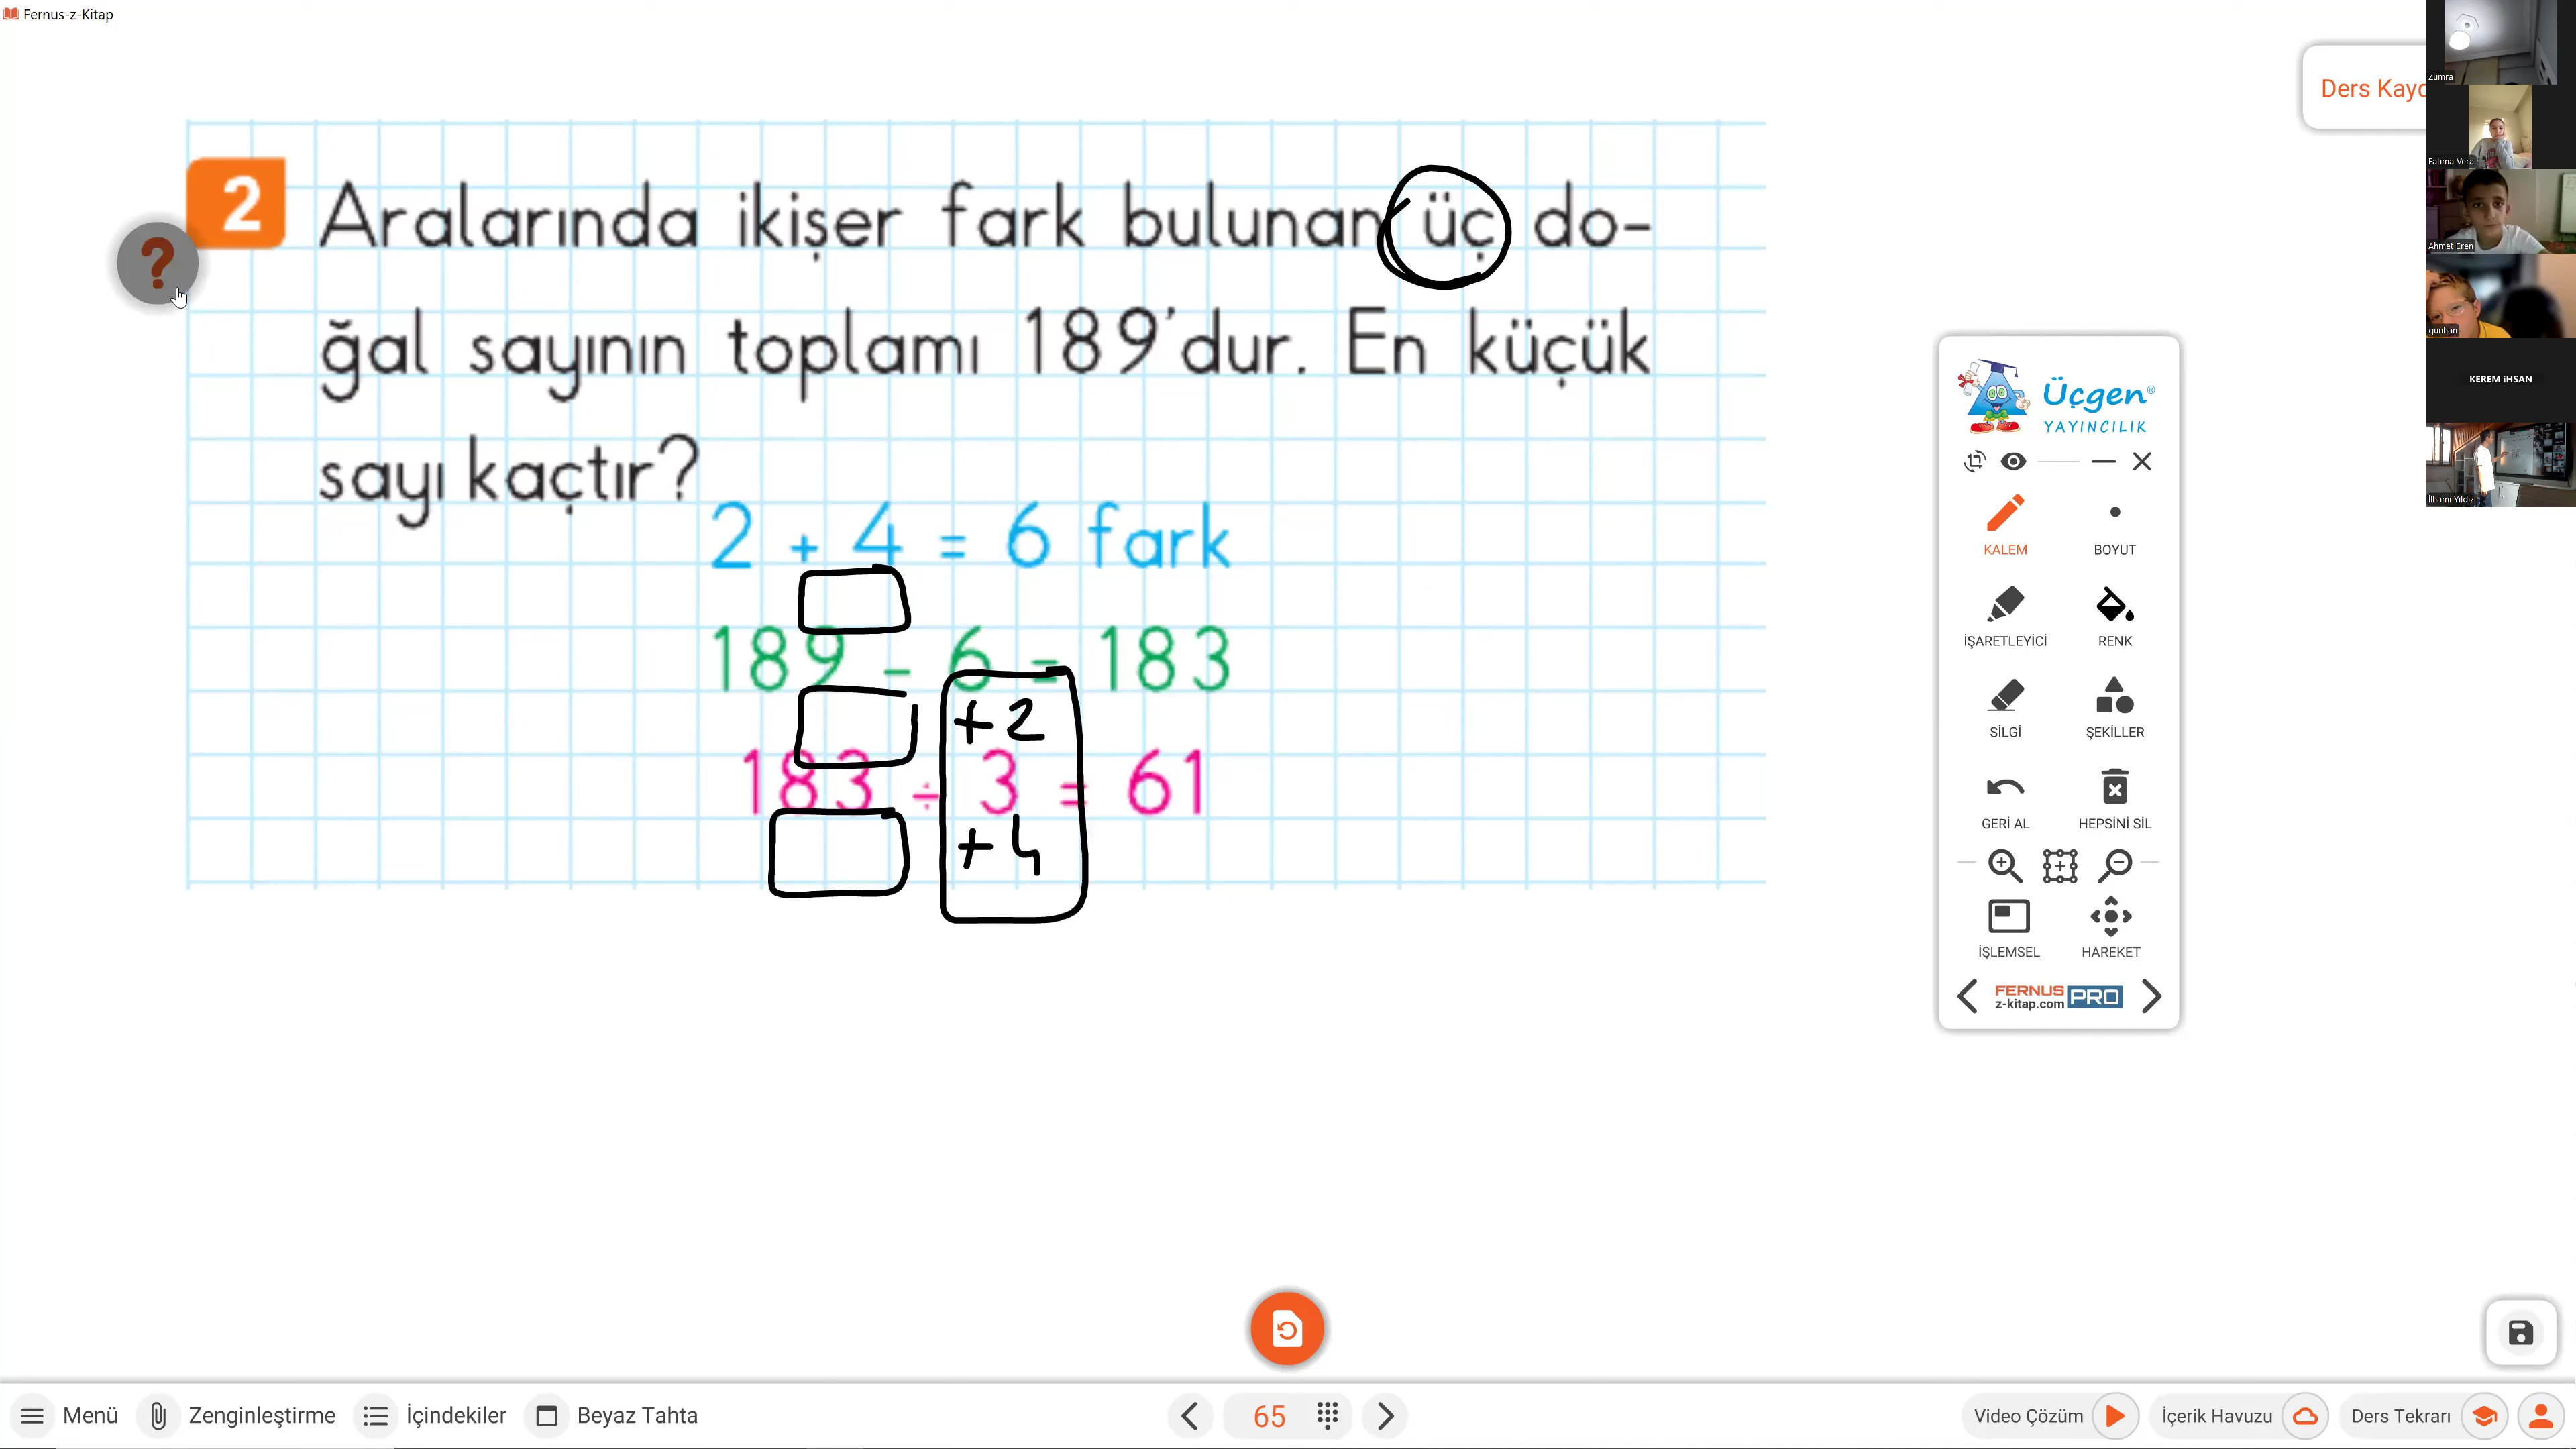 Fernus-z-Kitap
Zümra
Ders Kayd
Fatıma Vera
2 Aralarında ikişer fark bulunan üç do-
Ahmet Eren
ğal sayının toplamı 189'dur. En küçük
gunhan
KEREM iHSAN
sayı kaçtır?
İlhami Yıldız
2 + 4 = 6 fark
189 - 6 = 183
+2
183 ÷ 3 = 61
+4
?
Üçgen®
YAYINCILIK
KALEM BOYUT
İŞARETLEYİCİ RENK
SİLGİ ŞEKİLLER
GERİ AL HEPSİNİ SİL
İŞLEMSEL HAREKET
FERNUS PRO
z-kitap.com
Menü Zenginleştirme İçindekiler Beyaz Tahta 65 Video Çözüm İçerik Havuzu Ders Tekrarı